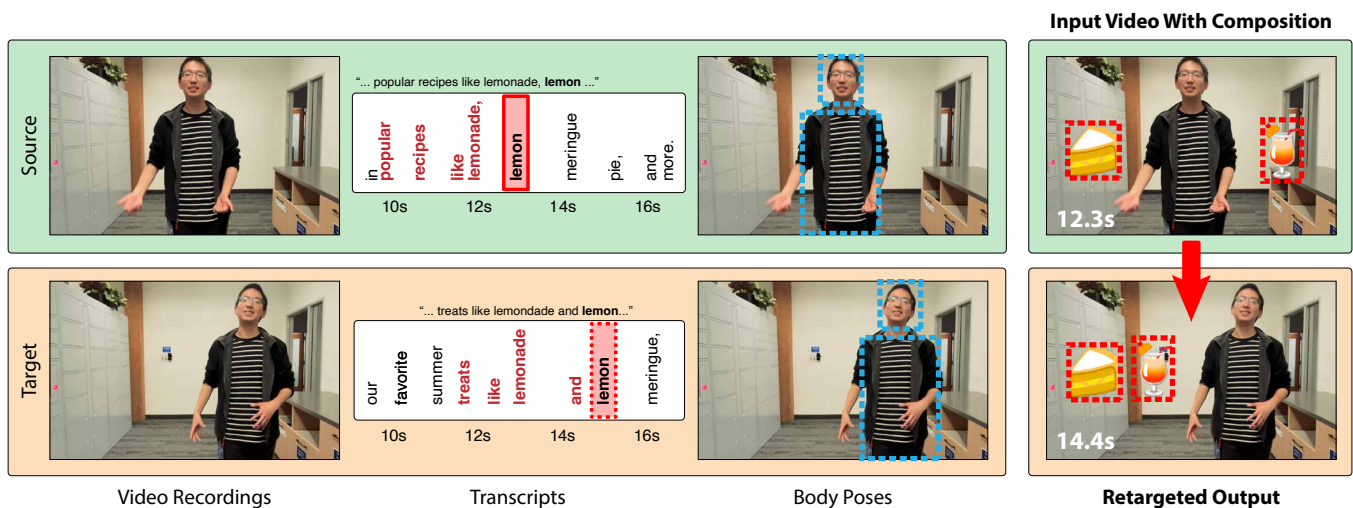 Input Video With Composition
Source
“... popular recipes like lemonade, lemon ...”
in
popular
recipes
like
lemonade,
lemon
meringue
pie,
and
more.
10s 12s 14s 16s
12.3s
Target
“... treats like lemondade and lemon...”
our
favorite
summer
treats
like
lemonade
and
lemon
meringue,
10s 12s 14s 16s
14.4s
Video Recordings Transcripts Body Poses Retargeted Output